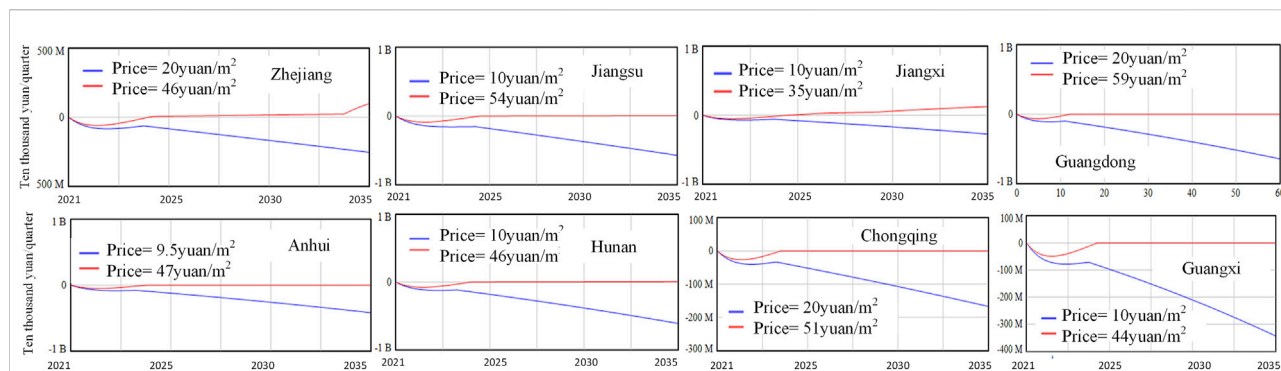 Ten thousand yuan/quarter
500 M
0
500 M
Price= 20yuan/m²
Price= 46yuan/m²
Zhejiang
2021
2025
2030
2035
1 B
0
-1 B
Price= 10yuan/m²
Price= 54yuan/m²
Jiangsu
2021
2025
2030
2035
1 B
0
-1 B
Price= 10yuan/m²
Price= 35yuan/m²
Jiangxi
2021
2025
2030
2035
1 B
0
-1 B
Price= 20yuan/m²
Price= 59yuan/m²
Guangdong
0 10 20 30 40 50 60
Ten thousand yuan/quarter
1 B
0
-1 B
Price= 9.5yuan/m²
Price= 47yuan/m²
Anhui
2021
2025
2030
2035
1 B
0
-1 B
Price= 10yuan/m²
Price= 46yuan/m
Hunan
2021
2025
2030
2035
100 M
0
-100 M
-200 M
-300 M
Chongqing
Price= 20yuan/m²
Price= 51yuan/m²
2021
2025
2030
2035
100 M
0
-100 M
-200 M
-300 M
-400 M
Guangxi
Price= 10yuan/m²
Price= 44yuan/m²
2021
2025
2030
2035